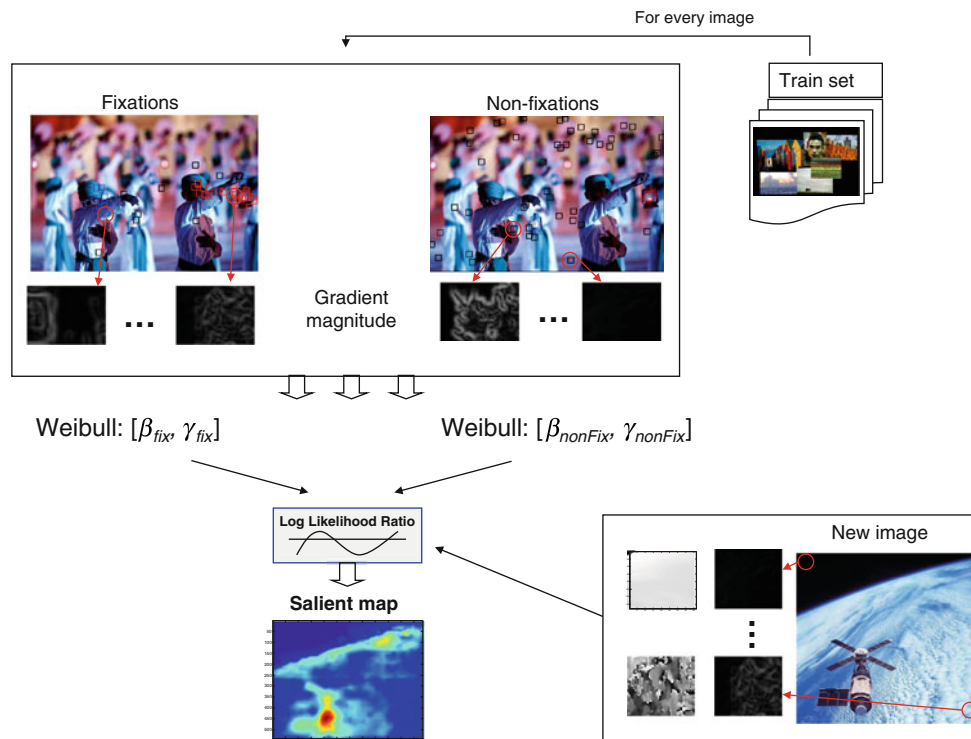 For every image
Train set
Fixations
Non-fixations
Gradient
magnitude
...
...
Weibull: [βfix, γfix]
Weibull: [βnonFix, γnonFix]
Log Likelihood Ratio
Salient map
New image